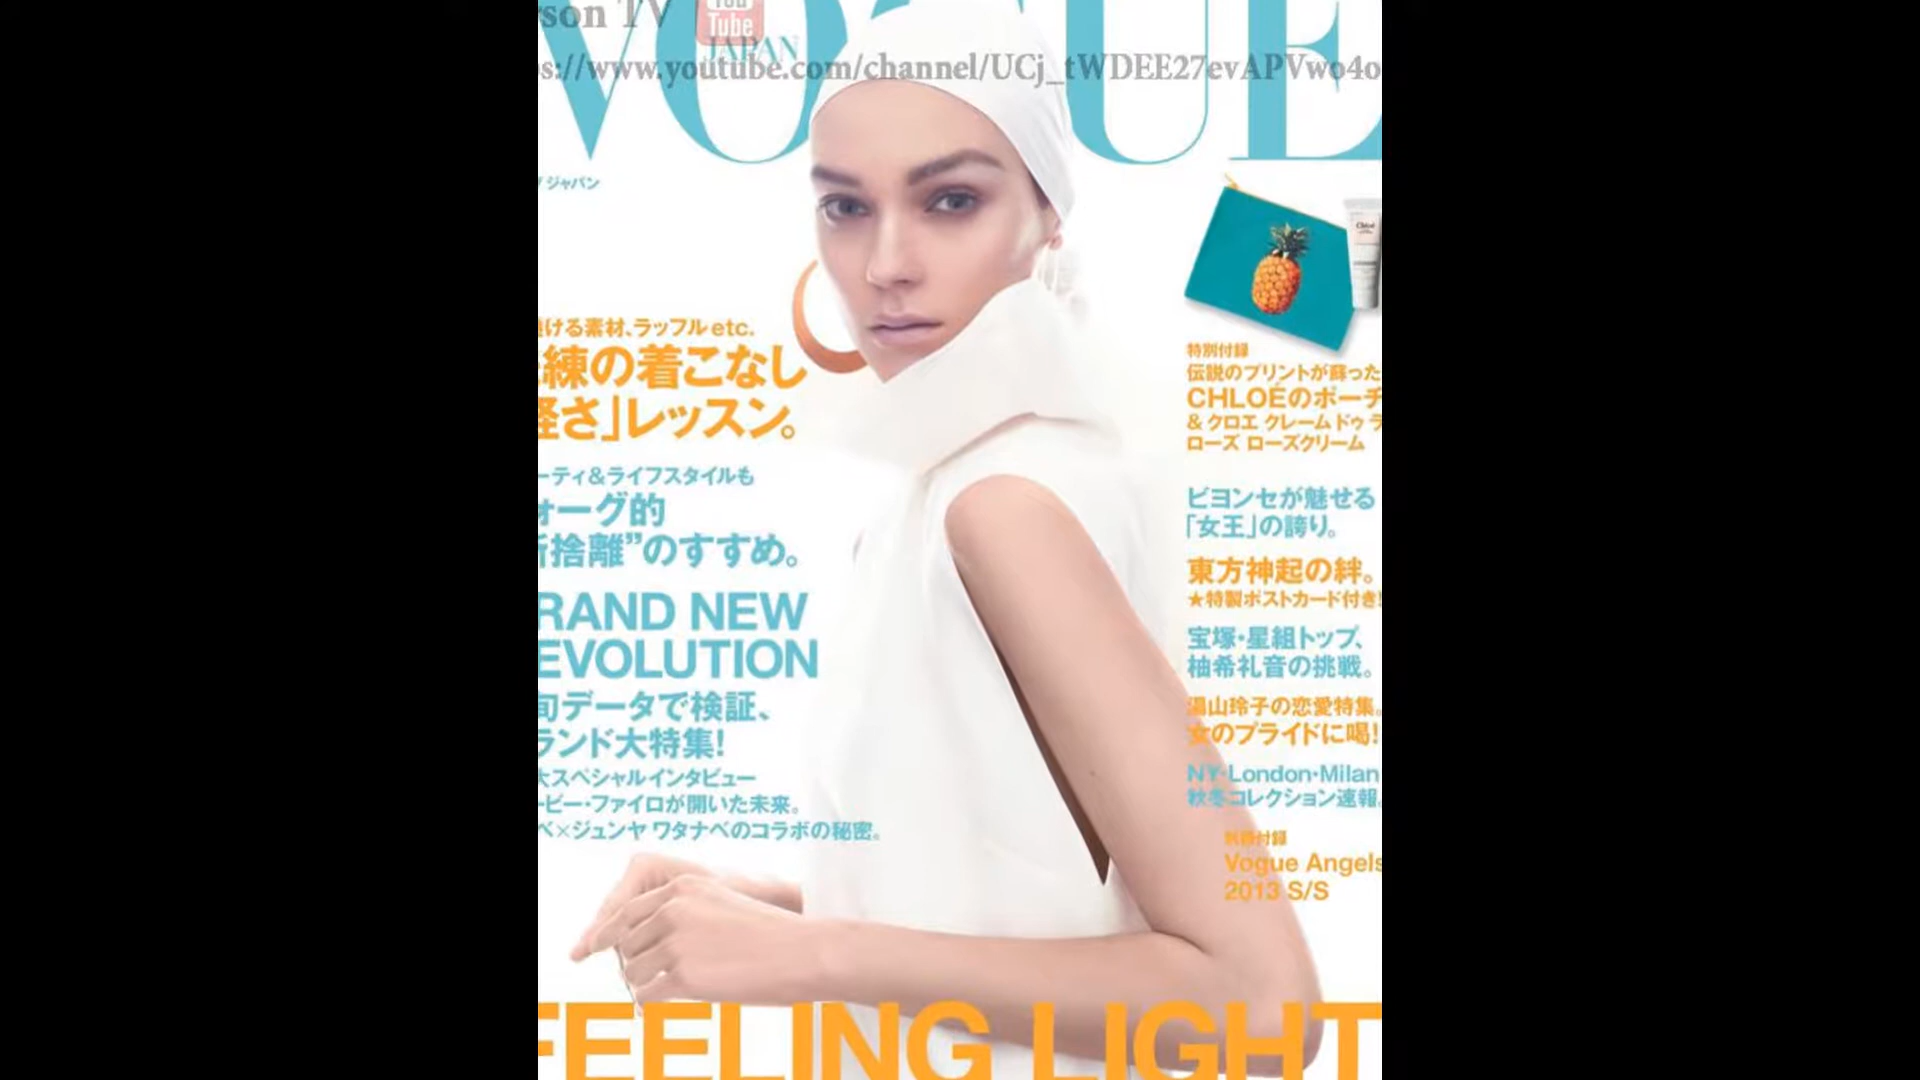 rson TV
You
Tube
VOGUE
JAPAN
s://www.youtube.com/channel/UCj_tWDEE27evAPVwo4o
ジャパン
ける素材、ラッフル etc.
練の着こなし
軽さ」レッスン。
ーティ&ライフスタイルも
ォーグ的
断捨離”のすすめ。
RAND NEW
EVOLUTION
旬データで検証、
ランド大特集!
大スペシャルインタビュー
ービー・ファイロが開いた未来。
ベ×ジュンヤ ワタナベのコラボの秘密。
Chloé
特別付録
伝説のプリントが蘇った
CHLOÉのポーチ
& クロエ クレーム ドゥ ラ
ローズ ローズクリーム
ビヨンセが魅せる
「女王」の誇り。
東方神起の絆。
★特製ポストカード付き!
宝塚・星組トップ、
柚希礼音の挑戦。
湯山玲子の恋愛特集。
女のプライドに喝!
NY・London・Milan
秋冬コレクション速報。
特別付録
Vogue Angels
2013 S/S
FEELING LIGHT